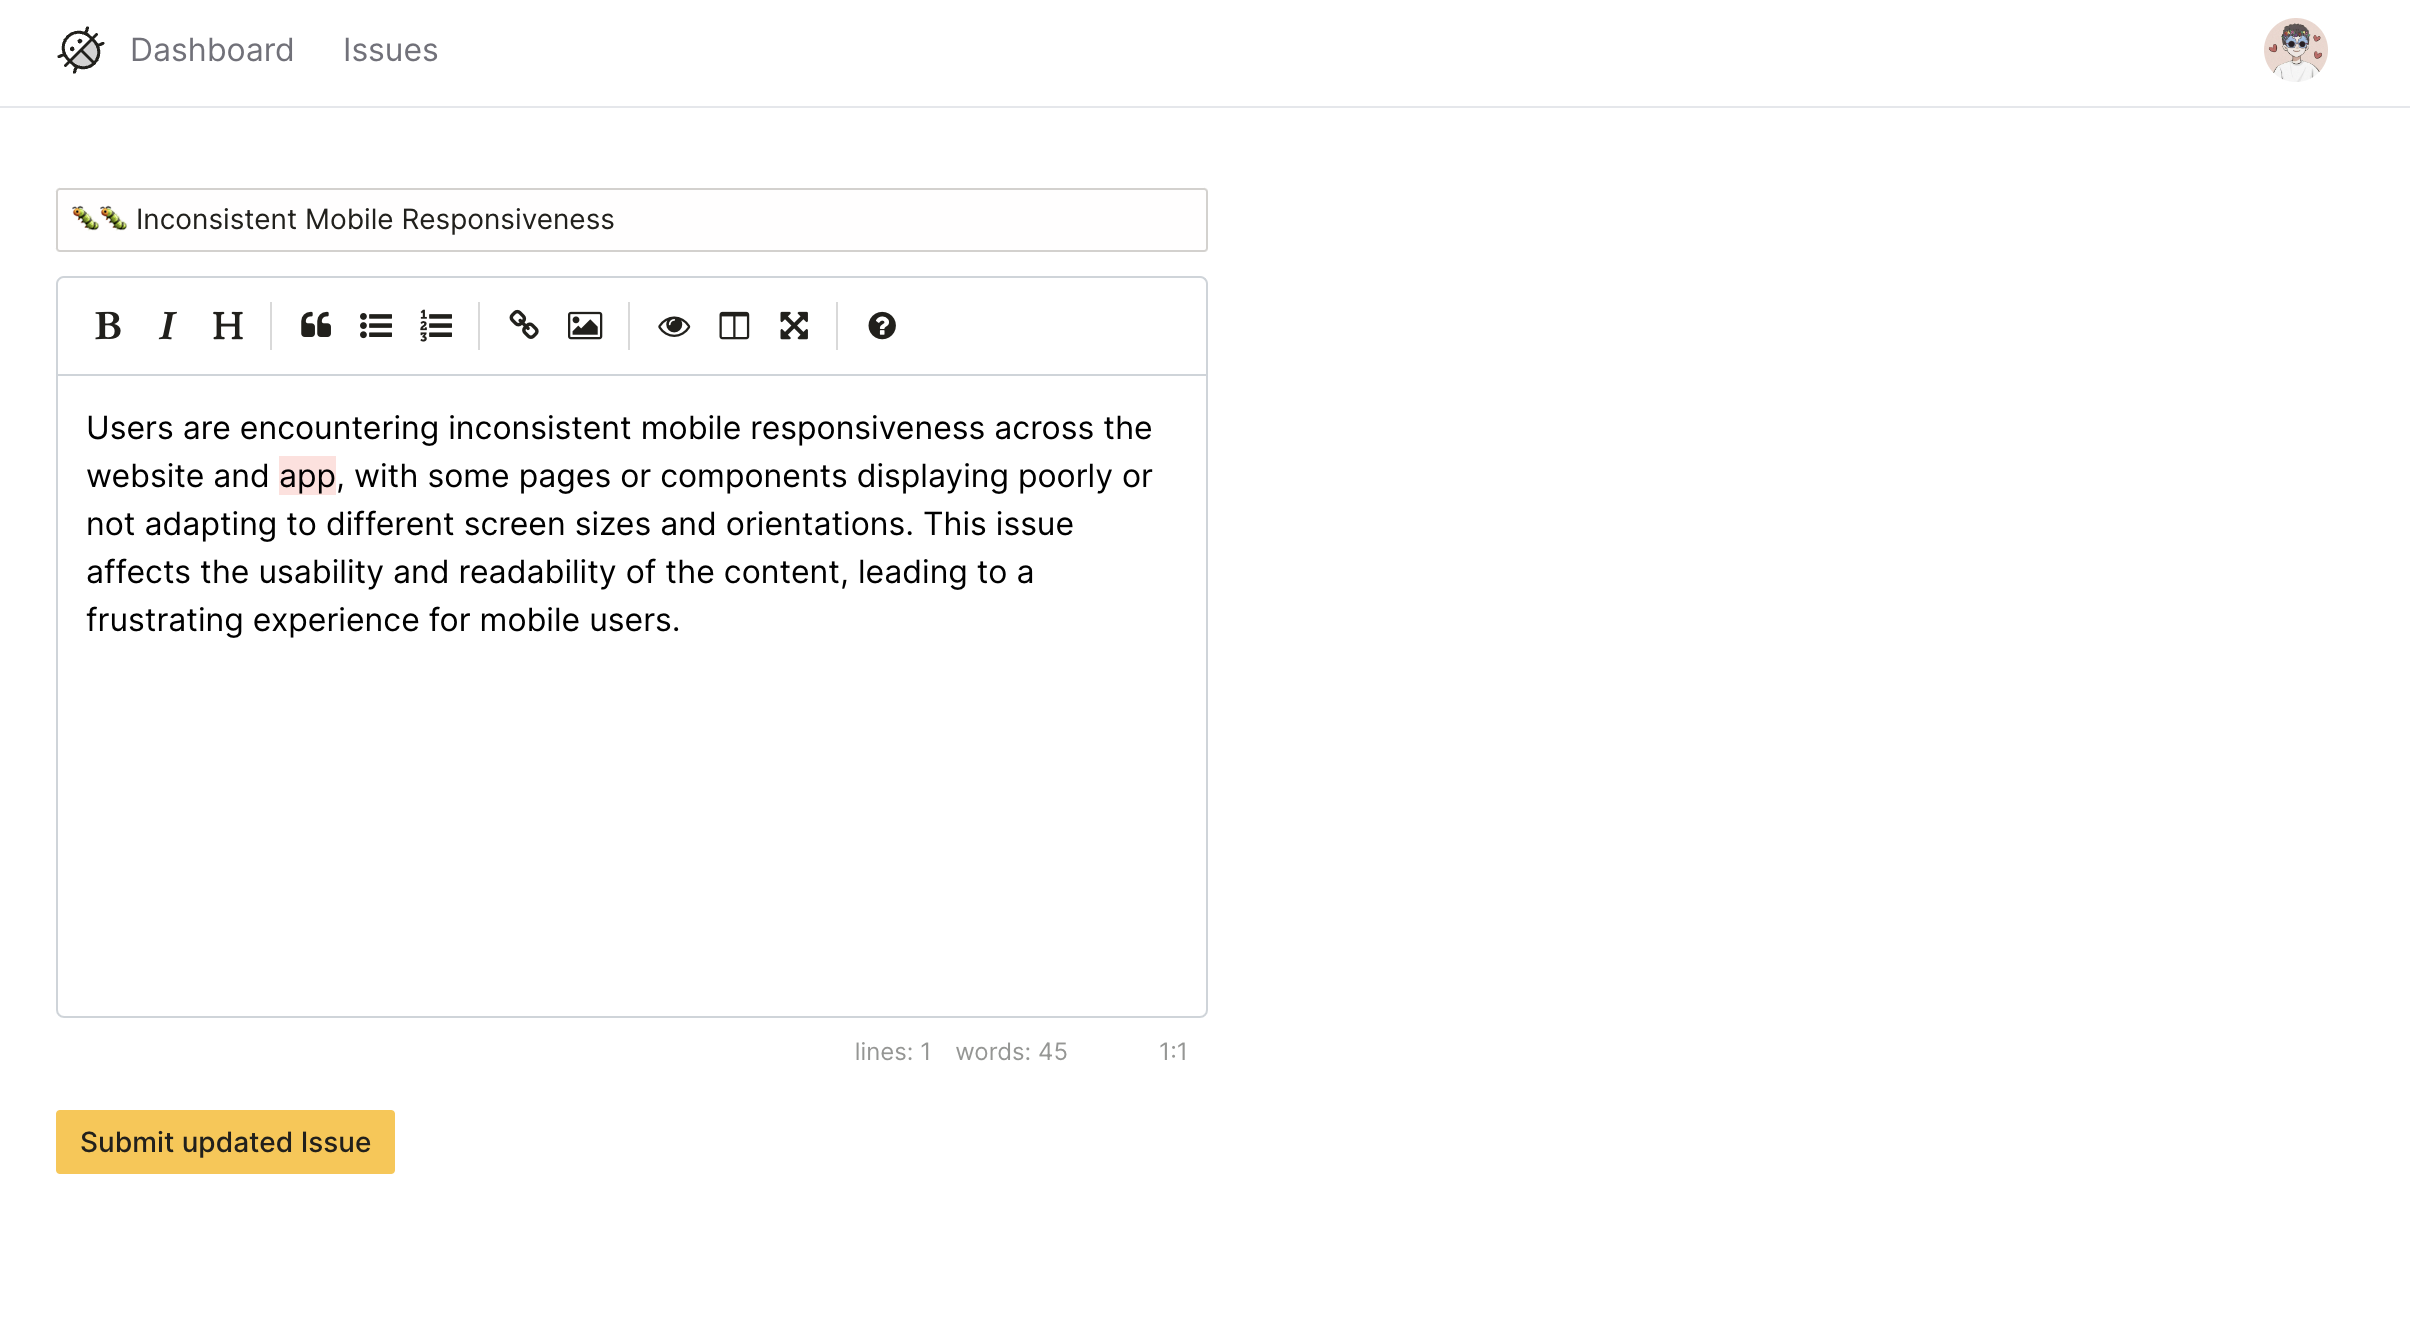 Dashboard Issues
🐛🐛 Inconsistent Mobile Responsiveness
B I H
Users are encountering inconsistent mobile responsiveness across the
website and app, with some pages or components displaying poorly or
not adapting to different screen sizes and orientations. This issue
affects the usability and readability of the content, leading to a
frustrating experience for mobile users.
lines: 1 words: 45 1:1
Submit updated Issue